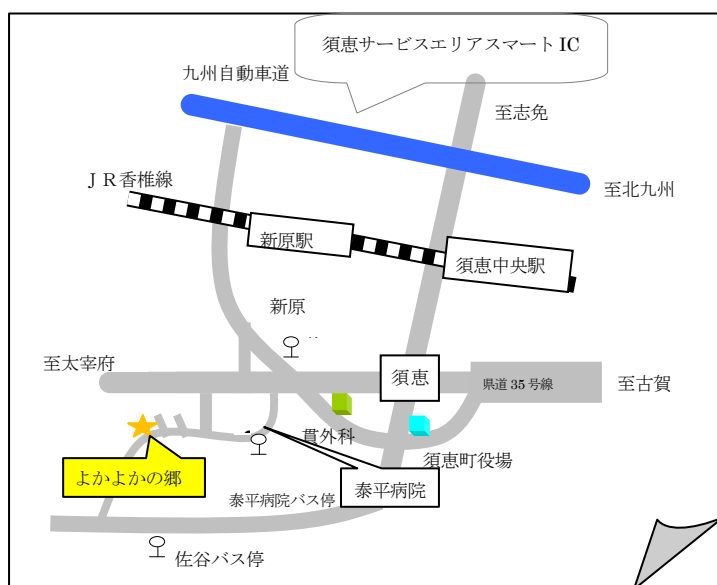 須恵サービスエリアスマート IC
九州自動車道
至志免
ＪＲ香椎線
至北九州
新原駅
須恵中央駅
新原
至太宰府
須恵
県道 35 号線
至古賀
貫外科
須恵町役場
よかよかの郷
泰平病院
泰平病院バス停
佐谷バス停